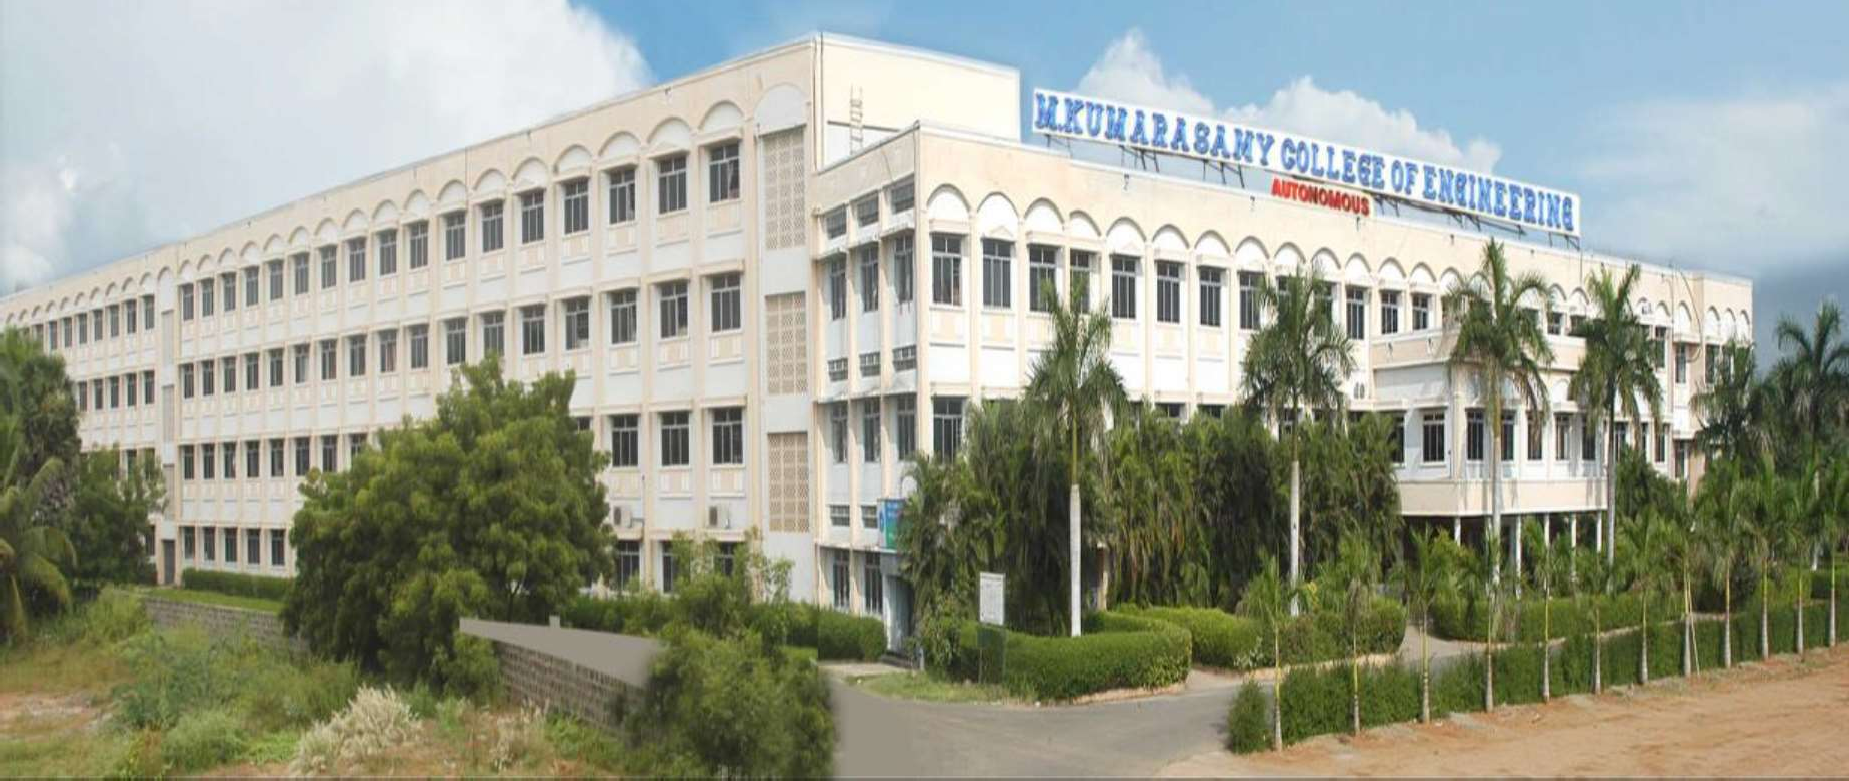 M.KUMARASAMY COLLEGE OF ENGINEERING
AUTONOMOUS